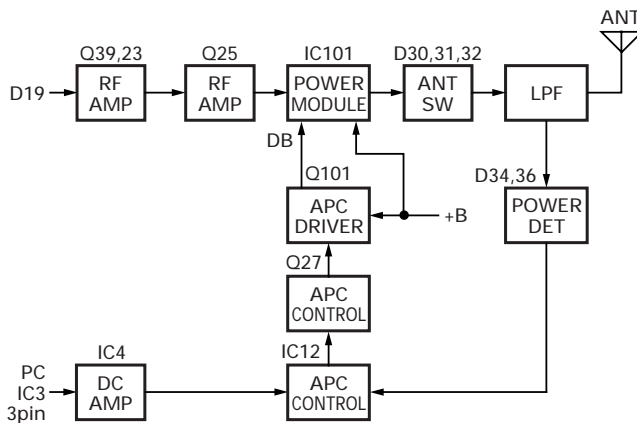 ANT
Q39,23
Q25
IC101
D30,31,32
D19
RF
AMP
RF
AMP
POWER
MODULE
ANT
SW
LPF
DB
Q101
D34,36
APC
DRIVER
+B
POWER
DET
Q27
APC
CONTROL
IC4
IC12
PC
IC3
3pin
DC
AMP
APC
CONTROL